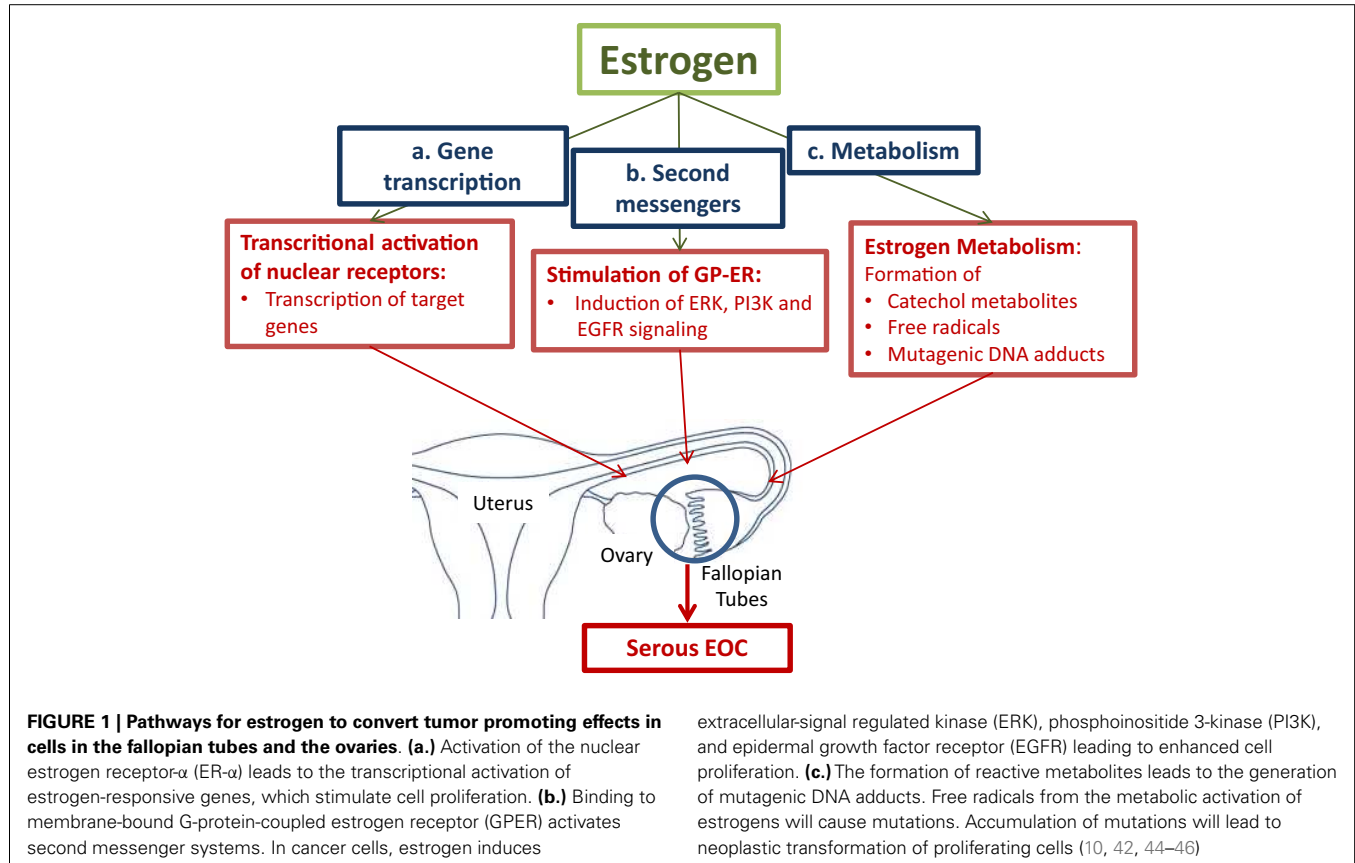 Estrogen
a. Gene
transcription
b. Second
messengers
c. Metabolism
Transcritional activation
of nuclear receptors:
• Transcription of target
genes
Stimulation of GP-ER:
• Induction of ERK, PI3K and
EGFR signaling
Estrogen Metabolism:
Formation of
• Catechol metabolites
• Free radicals
• Mutagenic DNA adducts
Uterus
Ovary
Fallopian
Tubes
Serous EOC
FIGURE 1 | Pathways for estrogen to convert tumor promoting effects in
cells in the fallopian tubes and the ovaries. (a.) Activation of the nuclear
estrogen receptor-α (ER-α) leads to the transcriptional activation of
estrogen-responsive genes, which stimulate cell proliferation. (b.) Binding to
membrane-bound G-protein-coupled estrogen receptor (GPER) activates
second messenger systems. In cancer cells, estrogen induces
extracellular-signal regulated kinase (ERK), phosphoinositide 3-kinase (PI3K),
and epidermal growth factor receptor (EGFR) leading to enhanced cell
proliferation. (c.) The formation of reactive metabolites leads to the generation
of mutagenic DNA adducts. Free radicals from the metabolic activation of
estrogens will cause mutations. Accumulation of mutations will lead to
neoplastic transformation of proliferating cells (10, 42, 44–46)